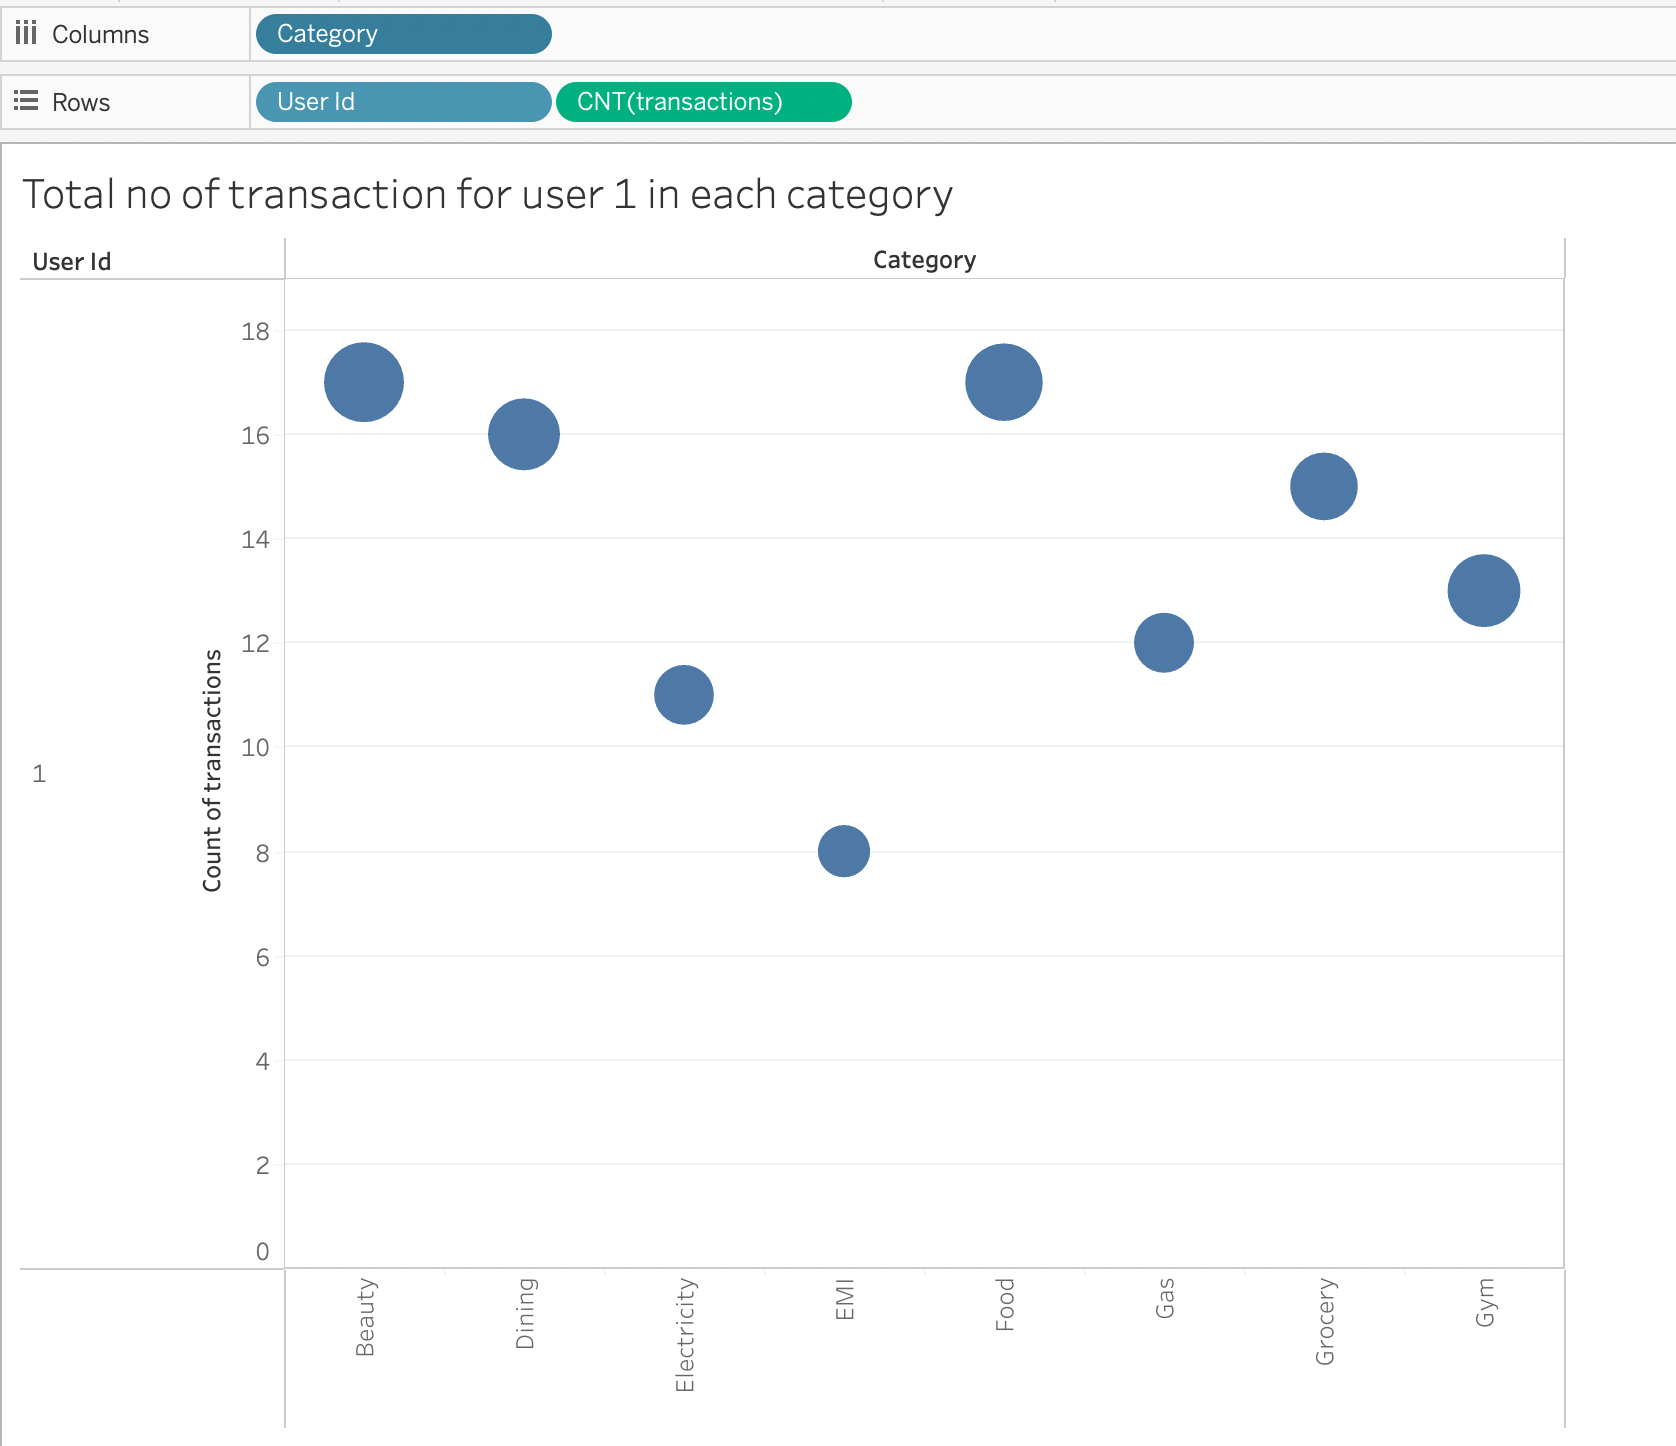 Columns
Category
Rows
User Id
CNT(transactions)
Total no of transaction for user 1 in each category
User Id
Category
18
16
14
12
10
8
6
4
2
0
Count of transactions
1
Beauty
Dining
Electricity
EMI
Food
Gas
Grocery
Gym